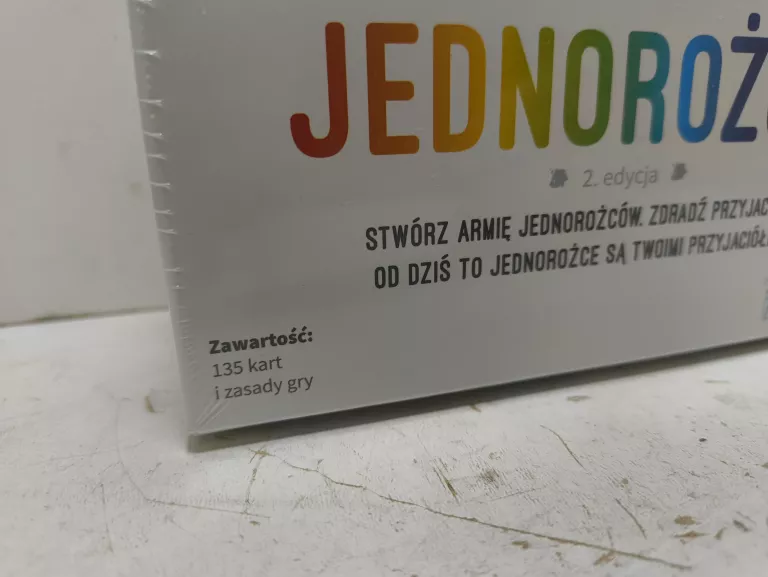 JEDNOROŻ
2. edycja
STWÓRZ ARMIĘ JEDNOROŻCÓW. ZDRADŹ
OD DZIŚ TO JEDNOROŻCE SĄ TWOIMI
Zawartość:
135 kart
i zasady gry